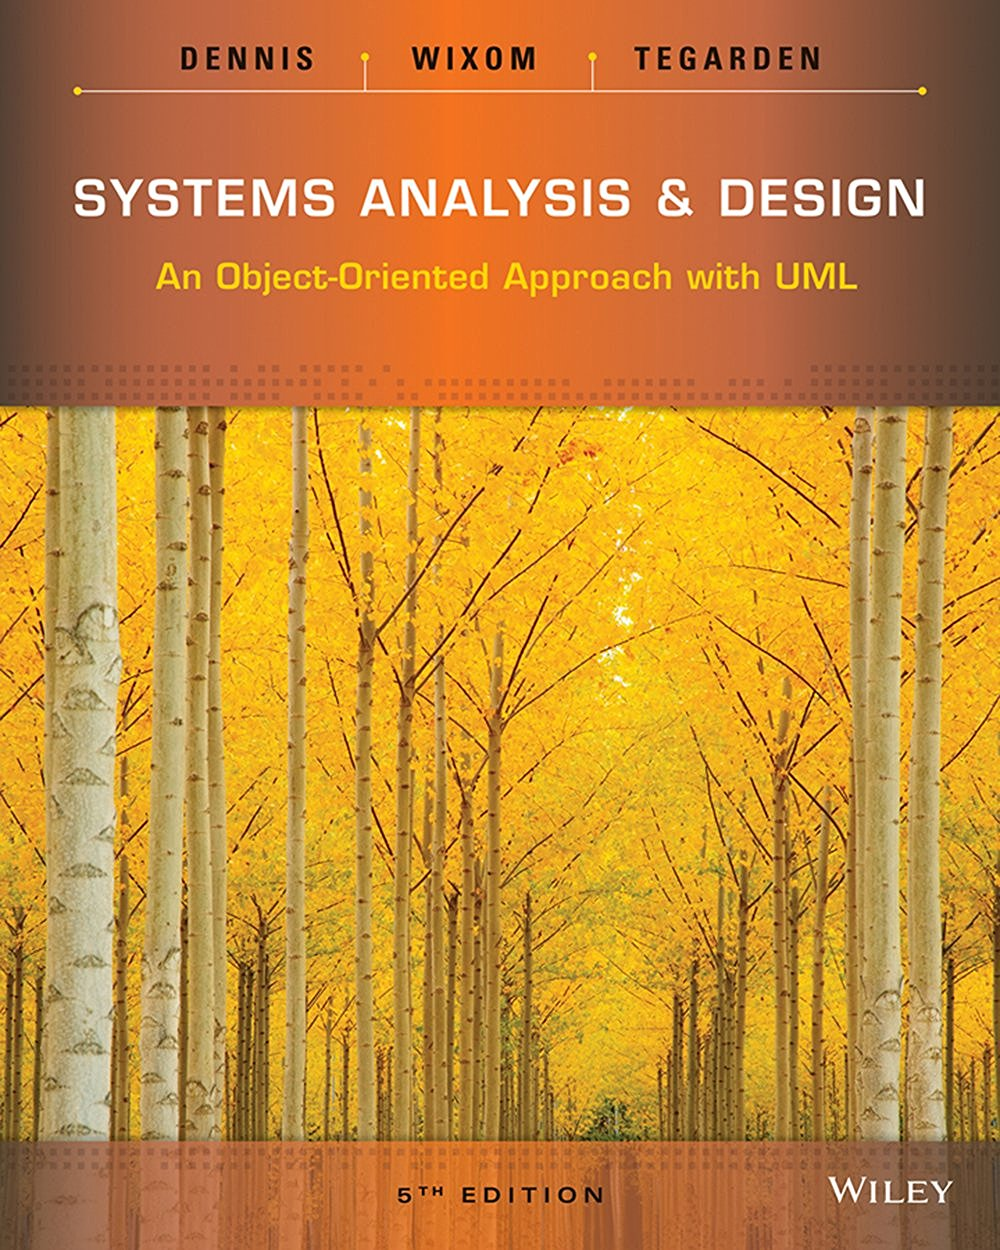 DENNIS WIXOM TEGARDEN
SYSTEMS ANALYSIS & DESIGN
An Object-Oriented Approach with UML
5TH EDITION
WILEY